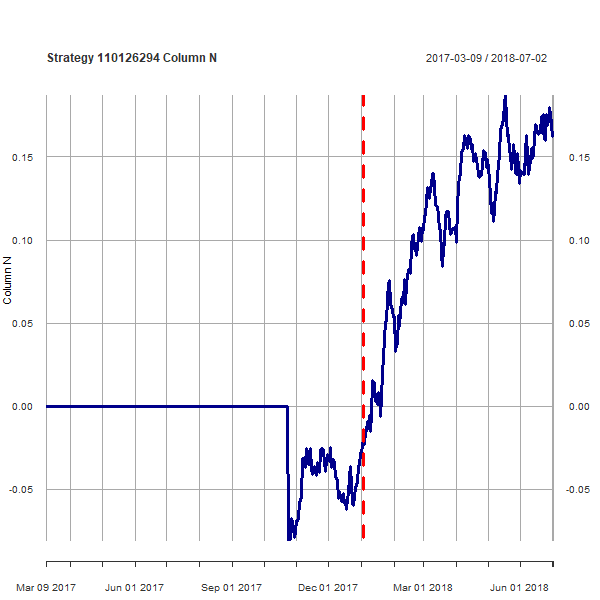 Strategy 110126294 Column N
2017-03-09 / 2018-07-02
0.15
0.15
0.10
0.10
Column N
0.05
0.05
0.00
0.00
-0.05
-0.05
Mar 09 2017
Jun 01 2017
Sep 01 2017
Dec 01 2017
Mar 01 2018
Jun 01 2018